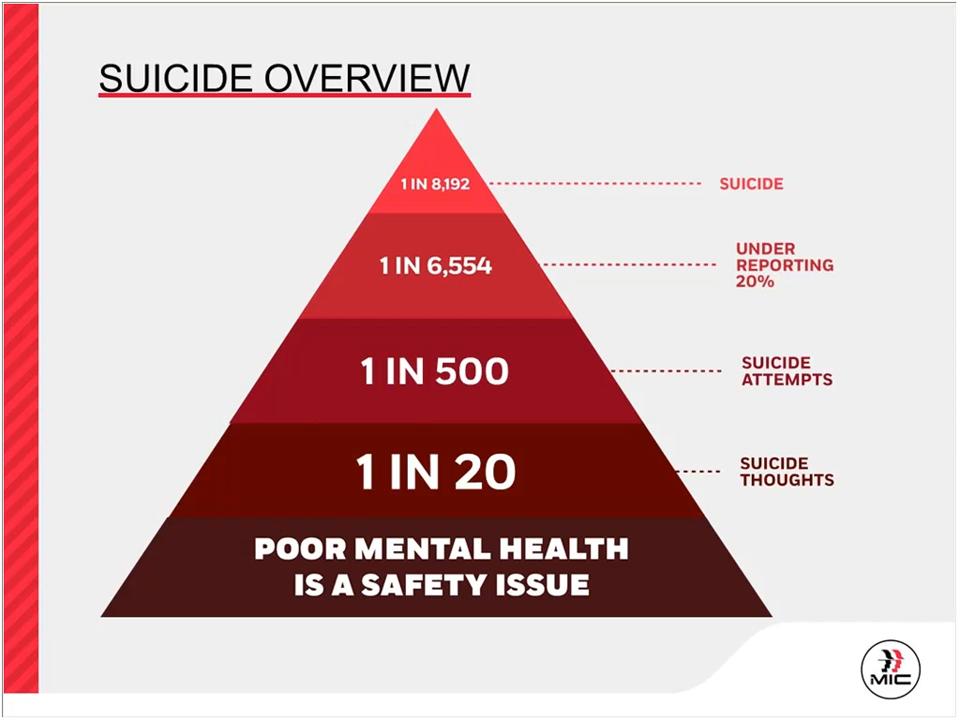 SUICIDE OVERVIEW
1 IN 8,192
SUICIDE
1 IN 6,554
UNDER
REPORTING
20%
1 IN 500
SUICIDE
ATTEMPTS
1 IN 20
SUICIDE
THOUGHTS
POOR MENTAL HEALTH
IS A SAFETY ISSUE
MIC